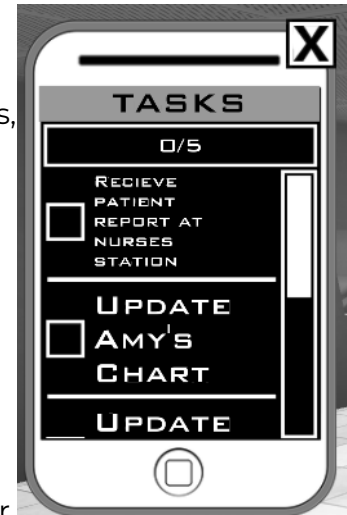 X
s,
TASKS
0/5
RECIEVE
PATIENT
REPORT AT
NURSES
STATION
UPDATE
AMY'S
CHART
UPDATE
r